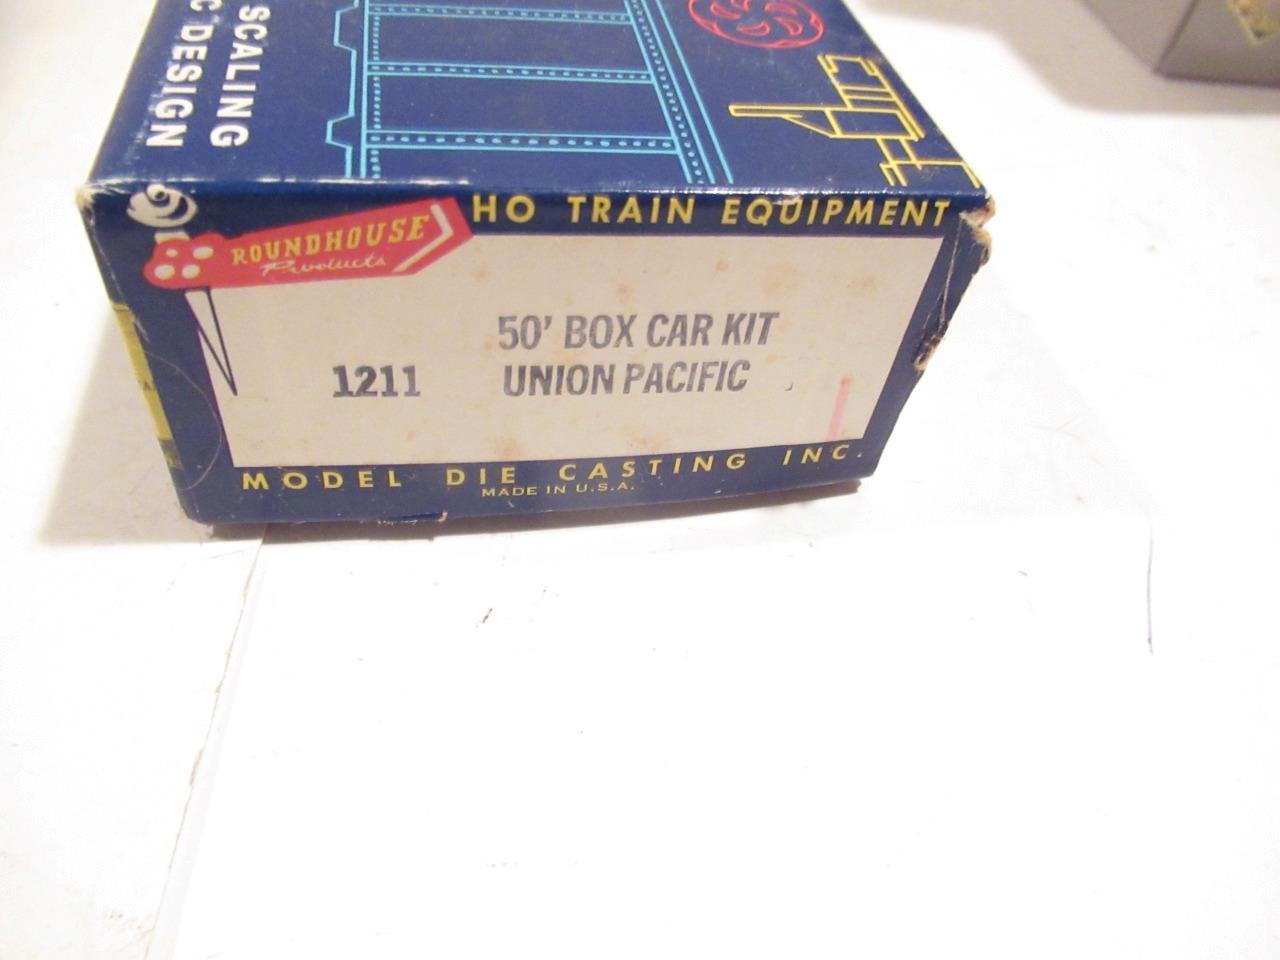 SCALING
C DESIGN
HO TRAIN EQUIPMENT
ROUNDHOUSE
Products
50' BOX CAR KIT
1211 UNION PACIFIC
MODEL DIE CASTING INC.
MADE IN U.S.A.